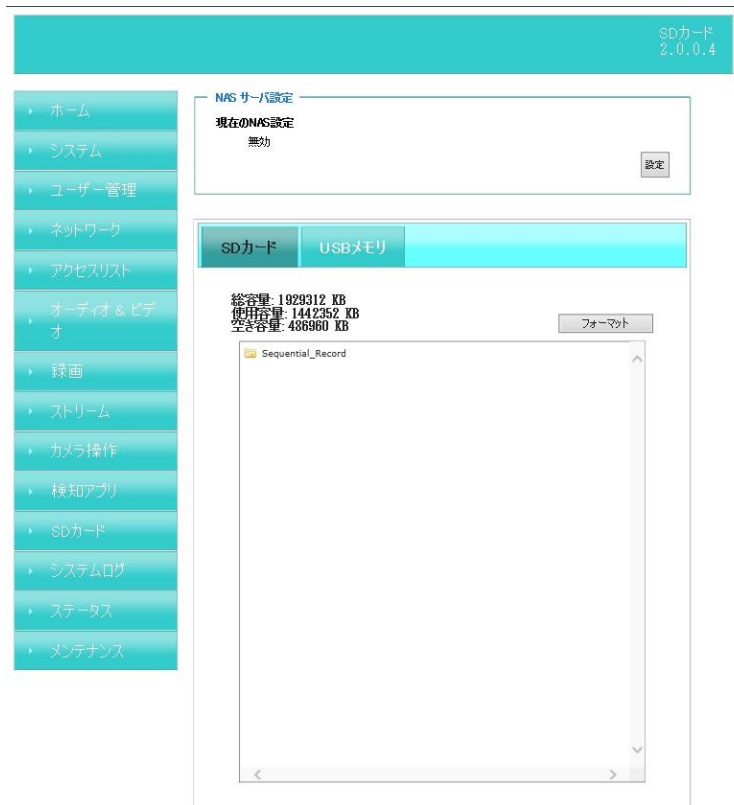 SDカード
2.0.0.4
ホーム
システム
ユーザー管理
ネットワーク
アクセスリスト
オーディオ & ビデ
オ
録画
ストリーム
カメラ操作
検知アプリ
SDカード
システムログ
ステータス
メンテナンス
NAS サーバ設定
現在のNAS設定
無効
設定
SDカード
USBメモリ
総容量: 1929312 KB
使用容量: 1442352 KB
空き容量: 486960 KB
フォーマット
Sequential_Record